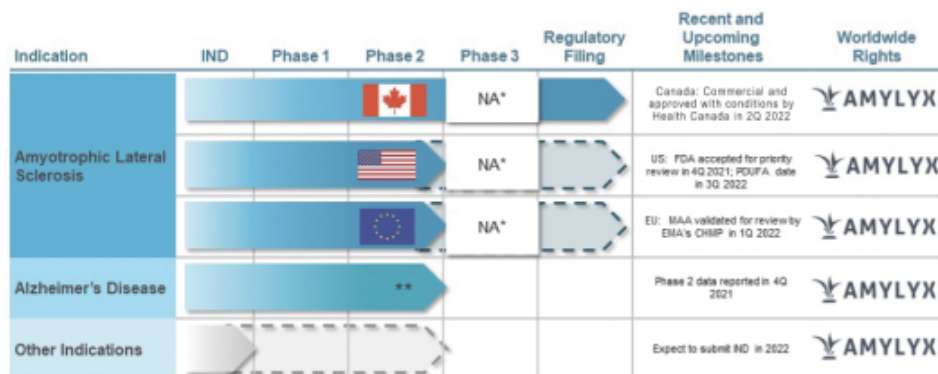 Indication IND Phase 1 Phase 2 Phase 3 Regulatory Filing Recent and Upcoming Milestones Worldwide Rights
Amyotrophic Lateral Sclerosis
NA*
Canada: Commercial and
approved with conditions by
Health Canada in 2Q 2022
AMYLYX
NA*
US: FDA accepted for priority
review in 4Q 2021; PDUFA date
in 3Q 2022
AMYLYX
NA*
EU: MAA validated for review by
EMA's CHMP in 1Q 2022
AMYLYX
Alzheimer's Disease
**
Phase 2 data reported in 4Q
2021
AMYLYX
Other Indications
Expect to submit IND in 2022
AMYLYX